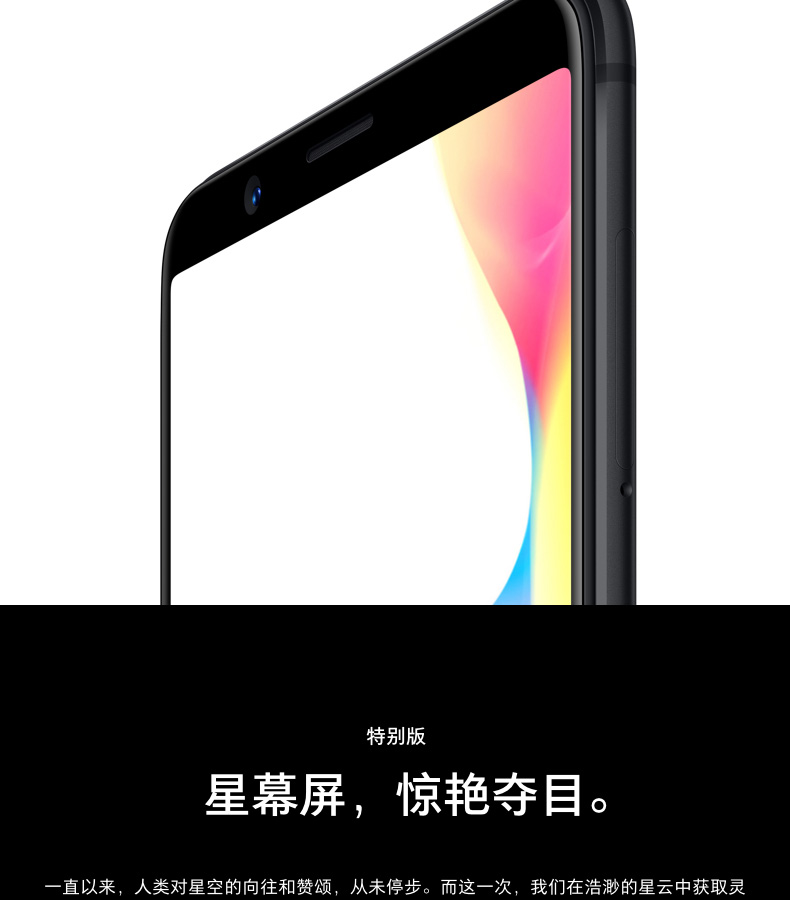 特别版
星幕屏，惊艳夺目。
一直以来，人类对星空的向往和赞颂，从未停步。而这一次，我们在浩渺的星云中获取灵